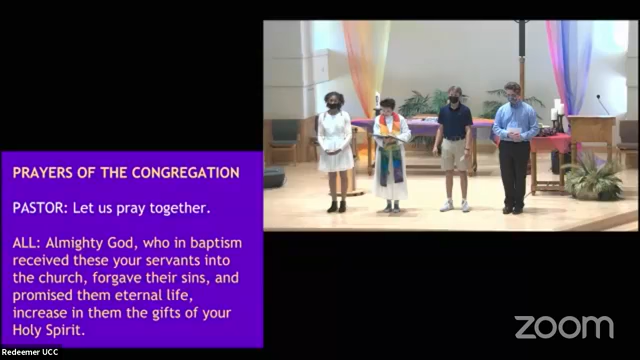 PRAYERS OF THE CONGREGATION
PASTOR: Let us pray together.
ALL: Almighty God, who in baptism
received these your servants into
the church, forgave their sins, and
promised them eternal life,
increase in them the gifts of your
Holy Spirit.
Redeemer UCC
zoom